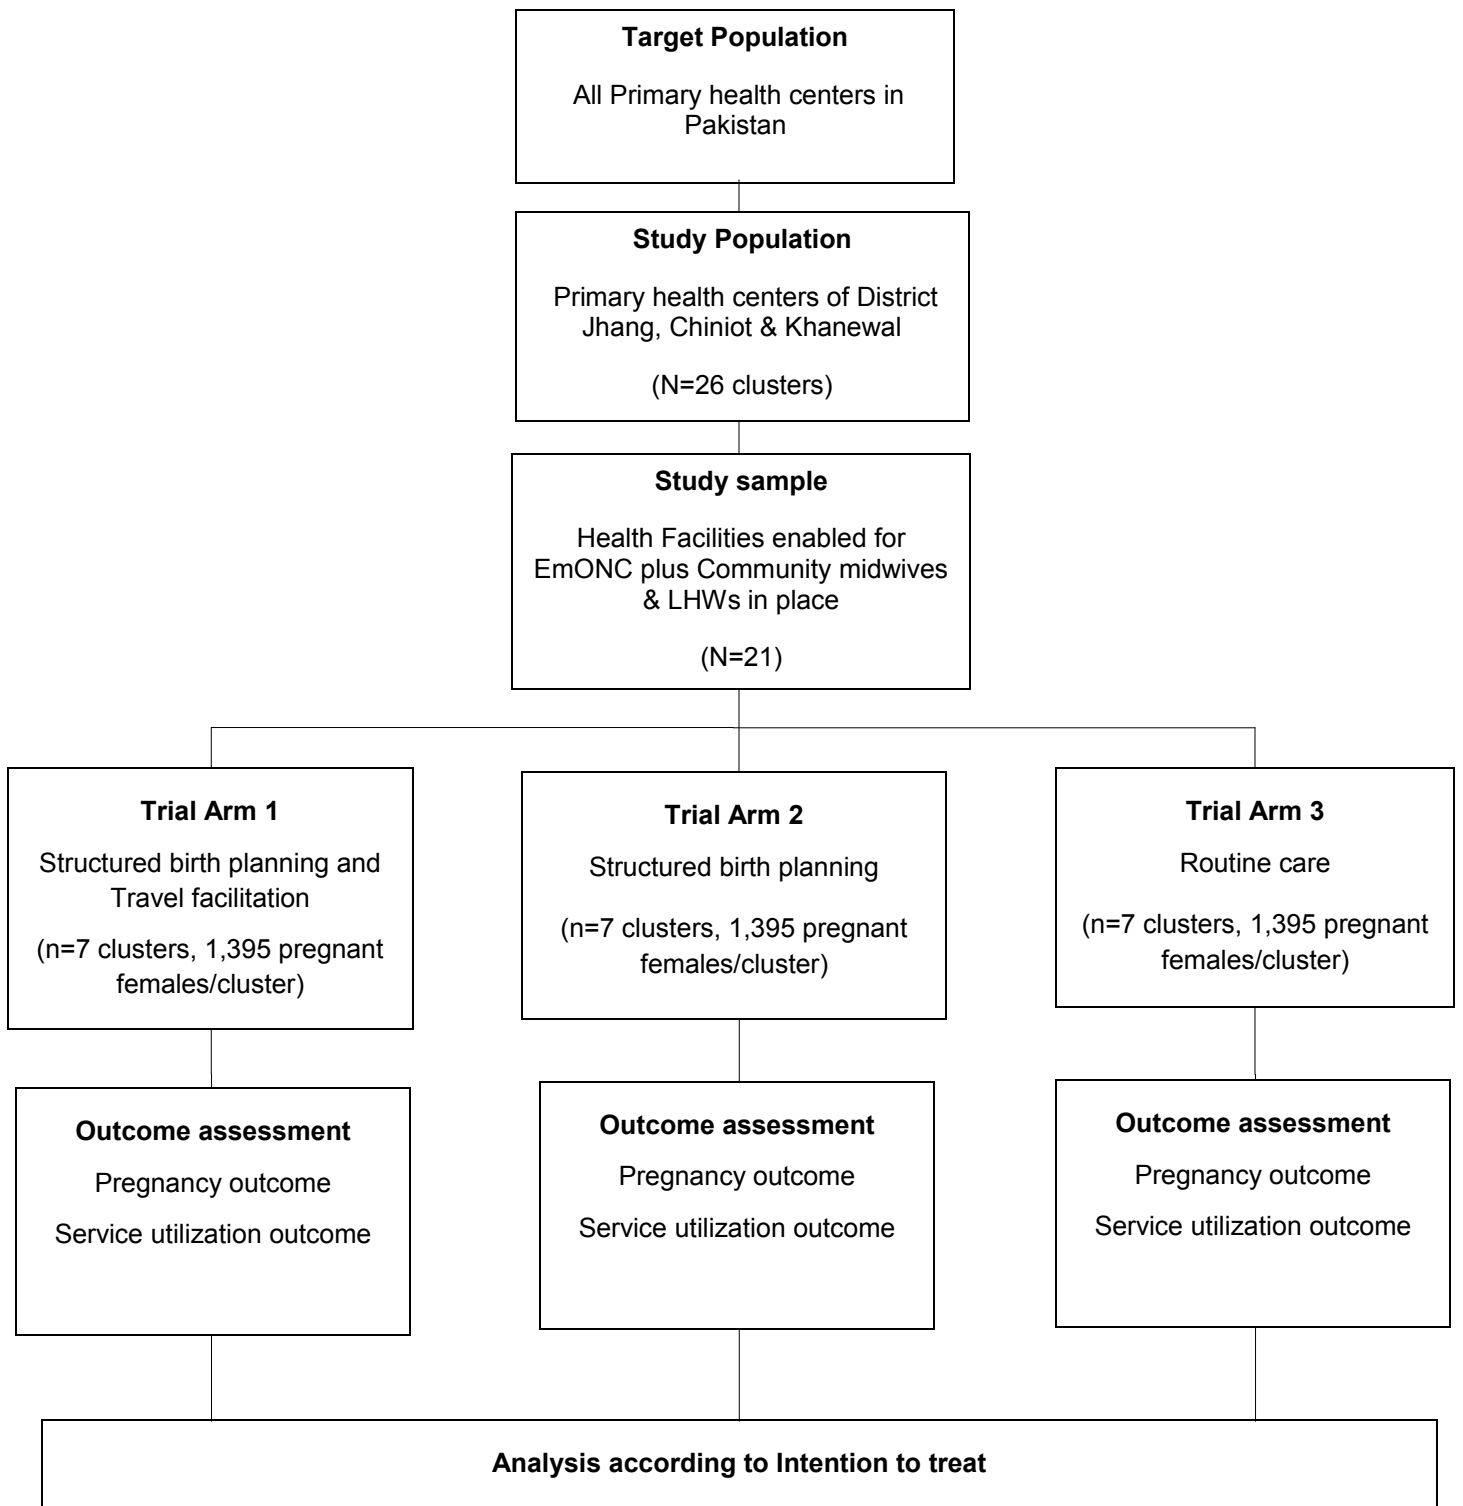 Target Population
All Primary health centers in
Pakistan
Study Population
Primary health centers of District
Jhang, Chiniot & Khanewal
(N=26 clusters)
Study sample
Health Facilities enabled for
EmONC plus Community midwives
& LHWs in place
(N=21)
Trial Arm 1
Structured birth planning and
Travel facilitation
(n=7 clusters, 1,395 pregnant
females/cluster)
Trial Arm 2
Structured birth planning
(n=7 clusters, 1,395 pregnant
females/cluster)
Trial Arm 3
Routine care
(n=7 clusters, 1,395 pregnant
females/cluster)
Outcome assessment
Pregnancy outcome
Service utilization outcome
Outcome assessment
Pregnancy outcome
Service utilization outcome
Outcome assessment
Pregnancy outcome
Service utilization outcome
Analysis according to Intention to treat